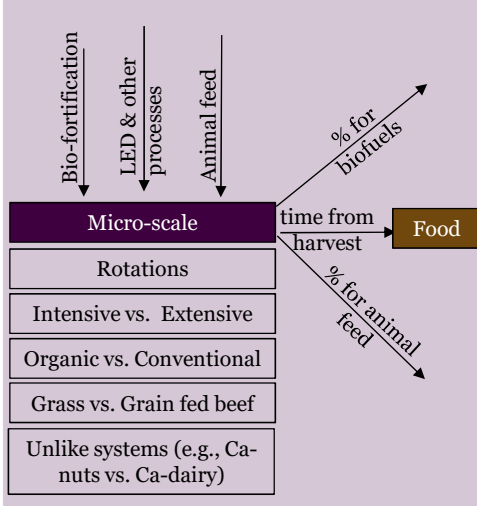 Bio-fortification
LED & other
processes
Animal feed
% for
biofuels
Micro-scale
time from
harvest
Food
% for animal
feed
Rotations
Intensive vs. Extensive
Organic vs. Conventional
Grass vs. Grain fed beef
Unlike systems (e.g., Ca-
nuts vs. Ca-dairy)